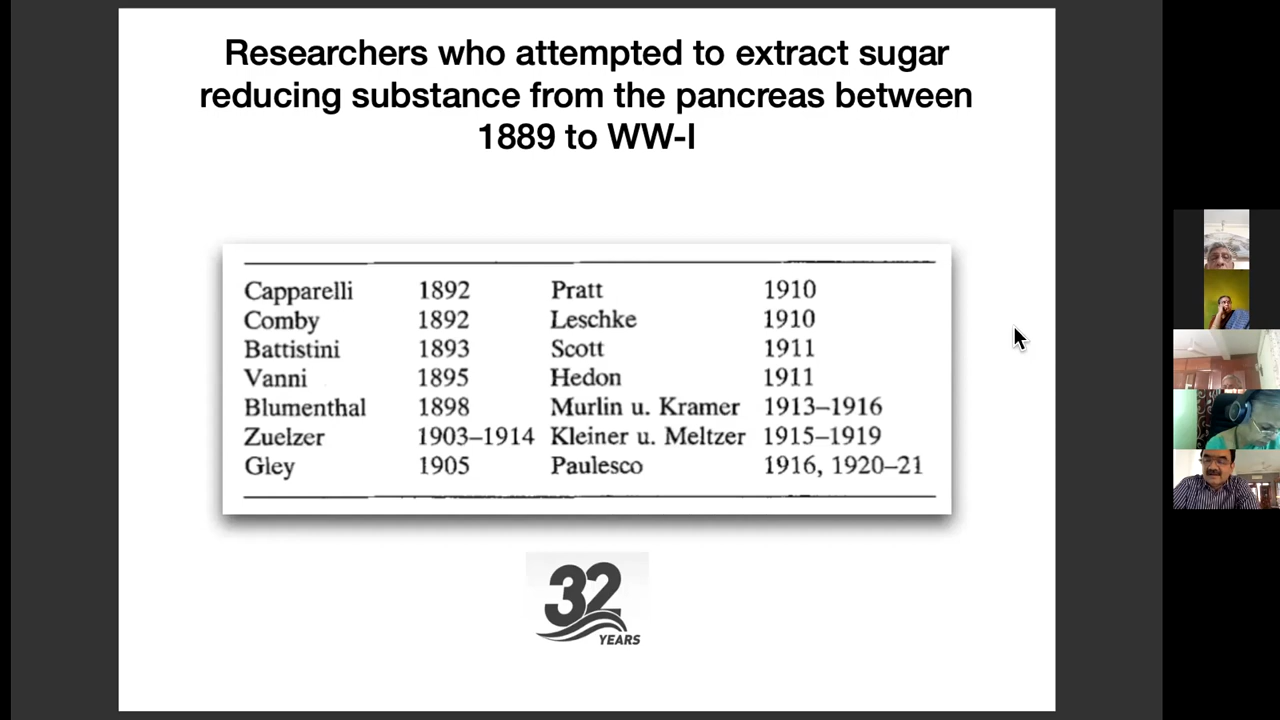 Researchers who attempted to extract sugar
reducing substance from the pancreas between
1889 to WW-I
Capparelli 1892 Pratt 1910
Comby 1892 Leschke 1910
Battistini 1893 Scott 1911
Vanni 1895 Hedon 1911
Blumenthal 1898 Murlin u. Kramer 1913–1916
Zuelzer 1903–1914 Kleiner u. Meltzer 1915–1919
Gley 1905 Paulesco 1916, 1920–21
32
YEARS